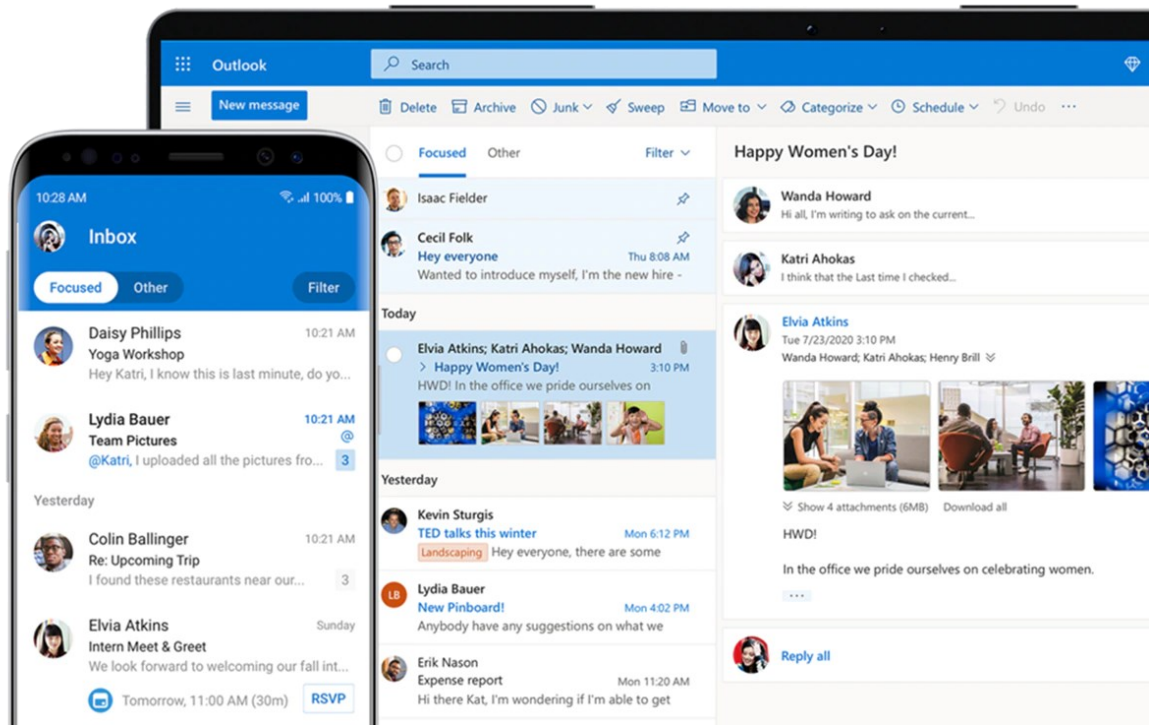 Outlook
Search
New message
Delete
Archive
Junk
Sweep
Move to
Categorize
Schedule
Undo
Focused
Other
Filter
Isaac Fielder
Cecil Folk
Hey everyone
Thu 8:08 AM
Wanted to introduce myself, I'm the new hire -
Today
Elvia Atkins; Katri Ahokas; Wanda Howard
> Happy Women's Day!
3:10 PM
HWD! In the office we pride ourselves on
Yesterday
Kevin Sturgis
TED talks this winter
Mon 6:12 PM
Landscaping Hey everyone, there are some
LB
Lydia Bauer
New Pinboard!
Mon 4:02 PM
Anybody have any suggestions on what we
Erik Nason
Expense report
Mon 11:20 AM
Hi there Kat, I'm wondering if I'm able to get
Happy Women's Day!
Wanda Howard
Hi all, I'm writing to ask on the current...
Katri Ahokas
I think that the Last time I checked...
Elvia Atkins
Tue 7/23/2020 3:10 PM
Wanda Howard; Katri Ahokas; Henry Brill
Show 4 attachments (6MB)
Download all
HWD!
In the office we pride ourselves on celebrating women.
...
Reply all
10:28 AM
100%
Inbox
Focused
Other
Filter
Daisy Phillips
10:21 AM
Yoga Workshop
Hey Katri, I know this is last minute, do yo...
Lydia Bauer
10:21 AM
Team Pictures
@
@Katri, I uploaded all the pictures fro...
3
Yesterday
Colin Ballinger
10:21 AM
Re: Upcoming Trip
I found these restaurants near our...
3
Elvia Atkins
Sunday
Intern Meet & Greet
We look forward to welcoming our fall int...
Tomorrow, 11:00 AM (30m)
RSVP